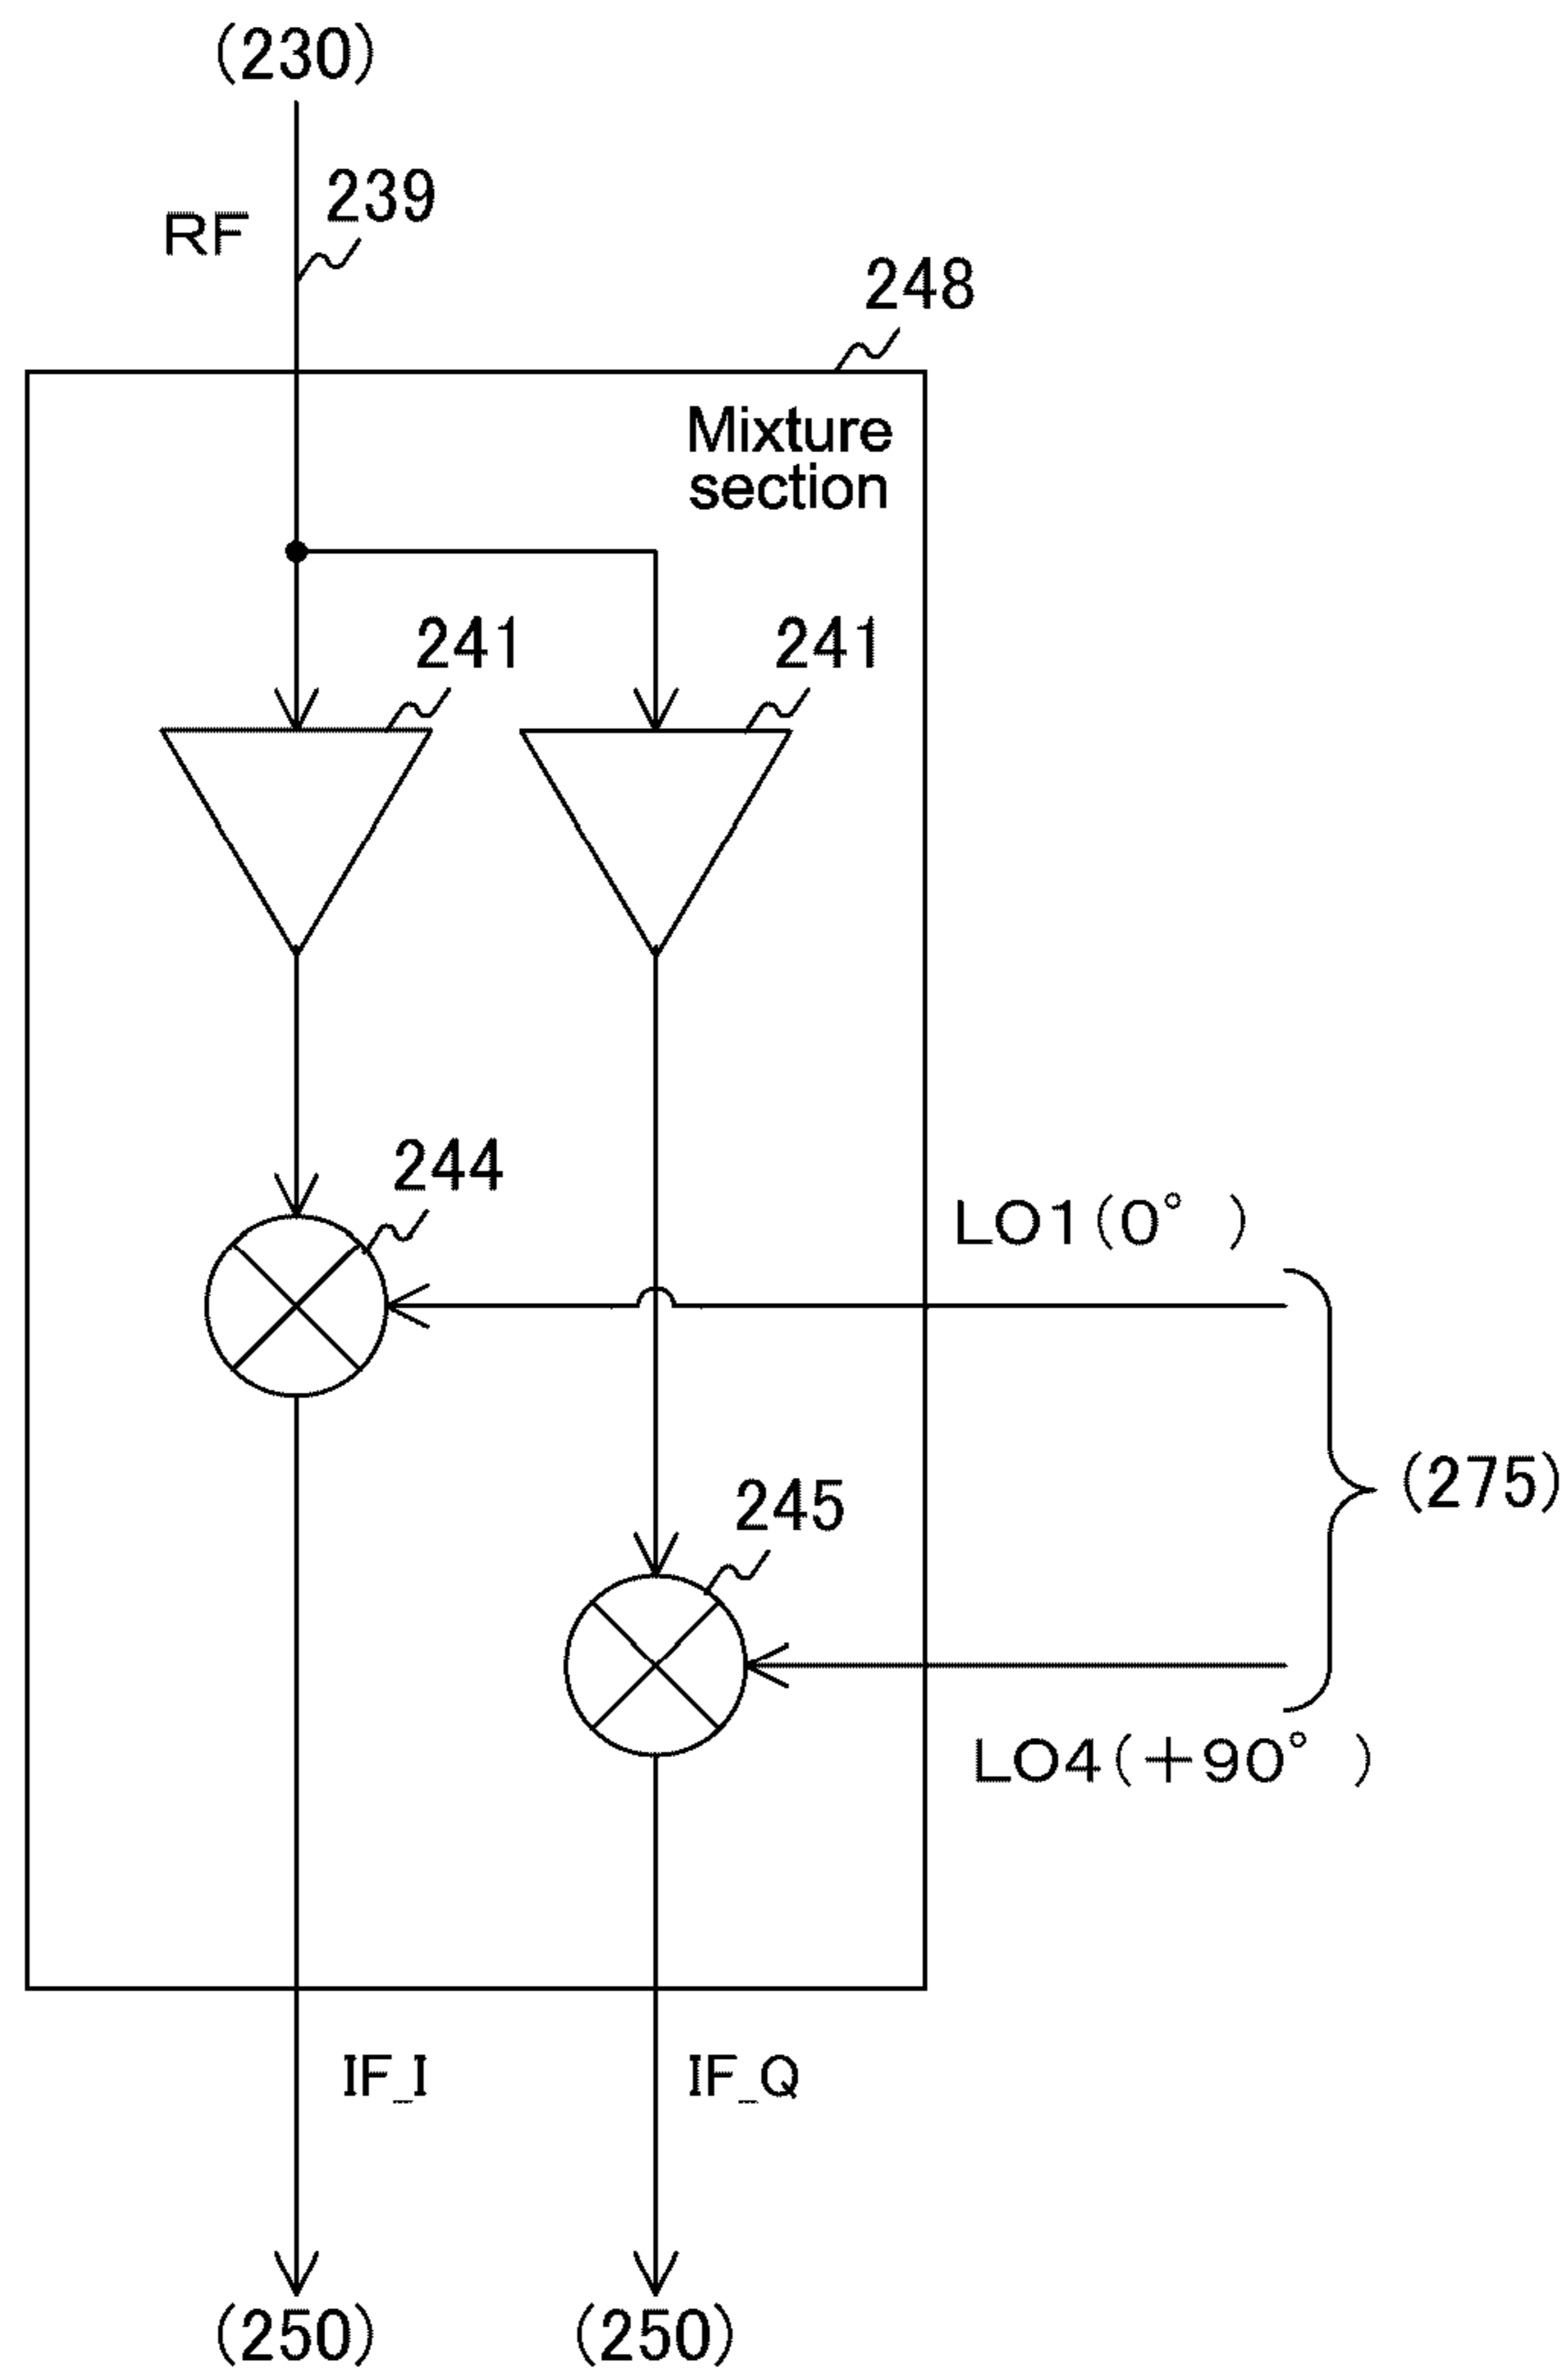 (230)
239
RF
248
Mixture
section
241
241
244
LO1(0°)
(275)
245
LO4(+90°)
IF_I
IF_Q
(250)
(250)